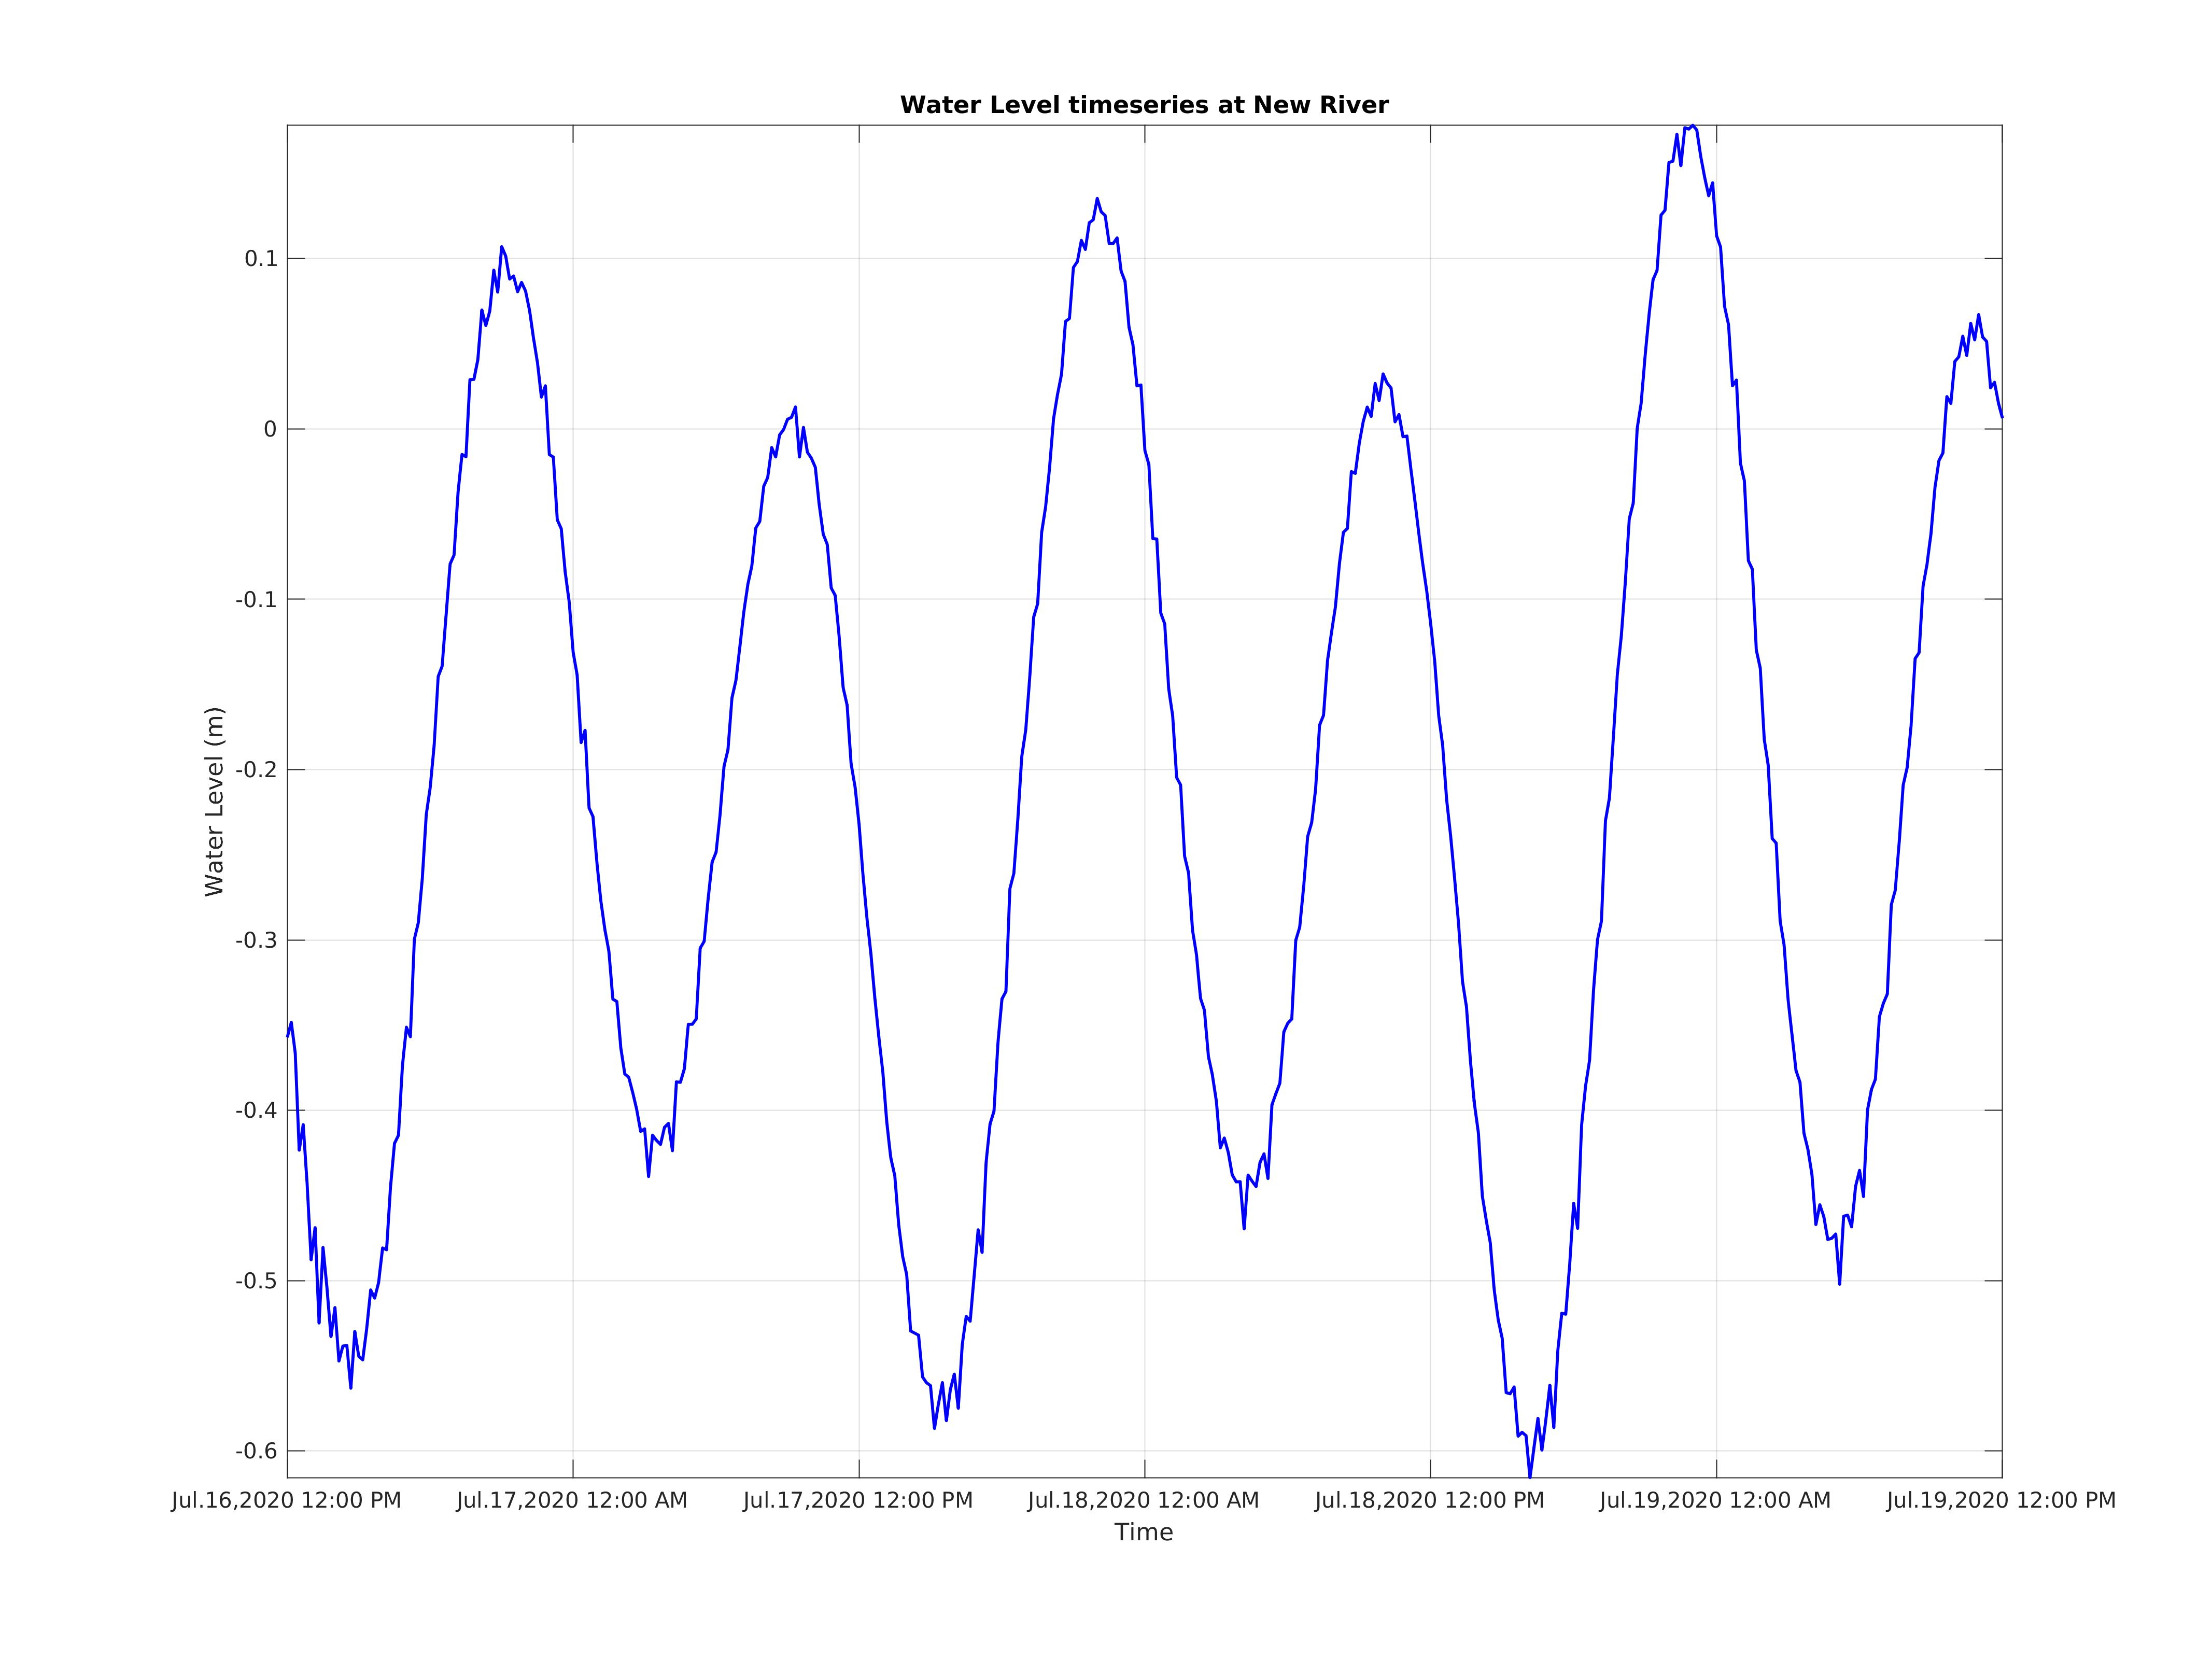 Water Level timeseries at New River
Water Level (m)
0.1
0
-0.1
-0.2
-0.3
-0.4
-0.5
-0.6
Jul.16,2020 12:00 PM
Jul.17,2020 12:00 AM
Jul.17,2020 12:00 PM
Jul.18,2020 12:00 AM
Jul.18,2020 12:00 PM
Jul.19,2020 12:00 AM
Jul.19,2020 12:00 PM
Time